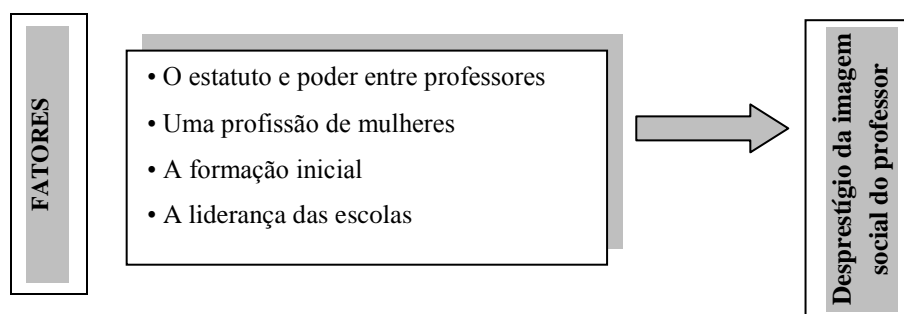 FATORES
• O estatuto e poder entre professores
• Uma profissão de mulheres
• A formação inicial
• A liderança das escolas
Desprestígio da imagem
social do professor